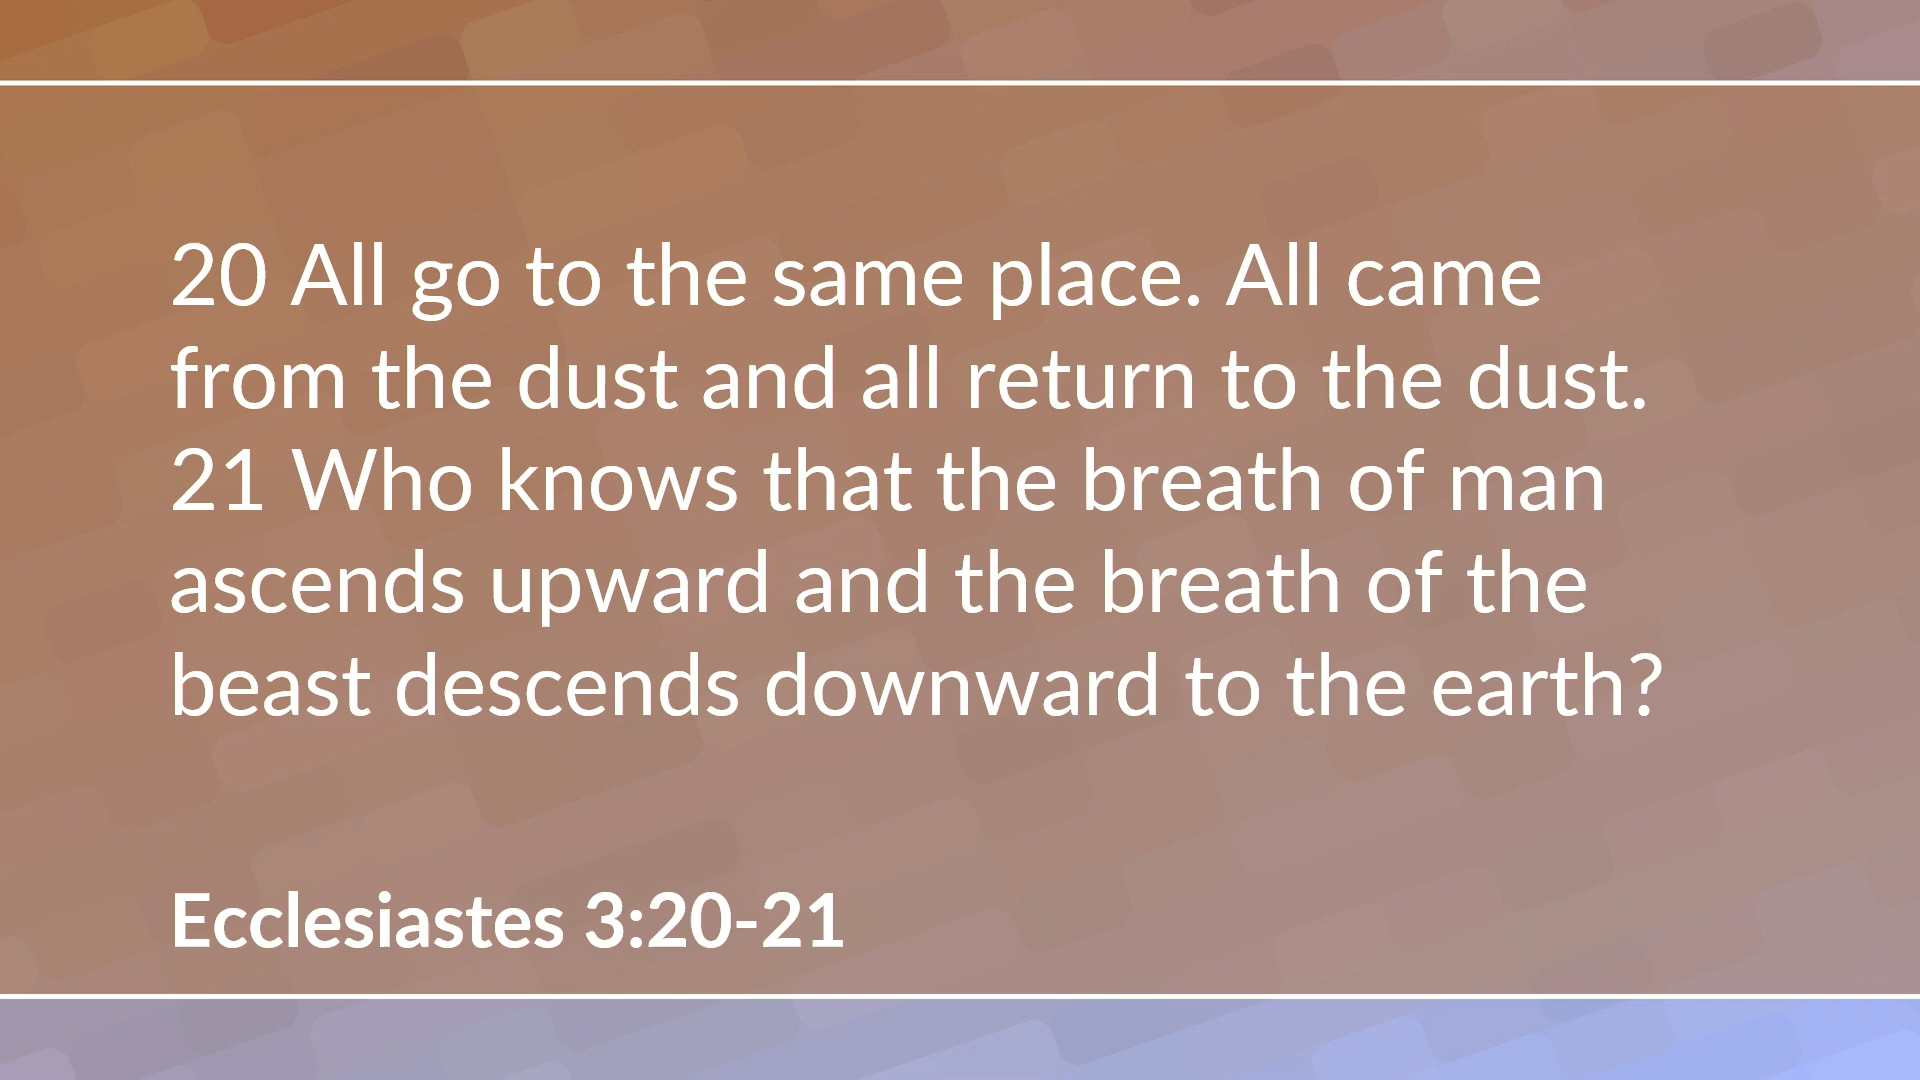 20 All go to the same place. All came
from the dust and all return to the dust.
21 Who knows that the breath of man
ascends upward and the breath of the
beast descends downward to the earth?
Ecclesiastes 3:20-21